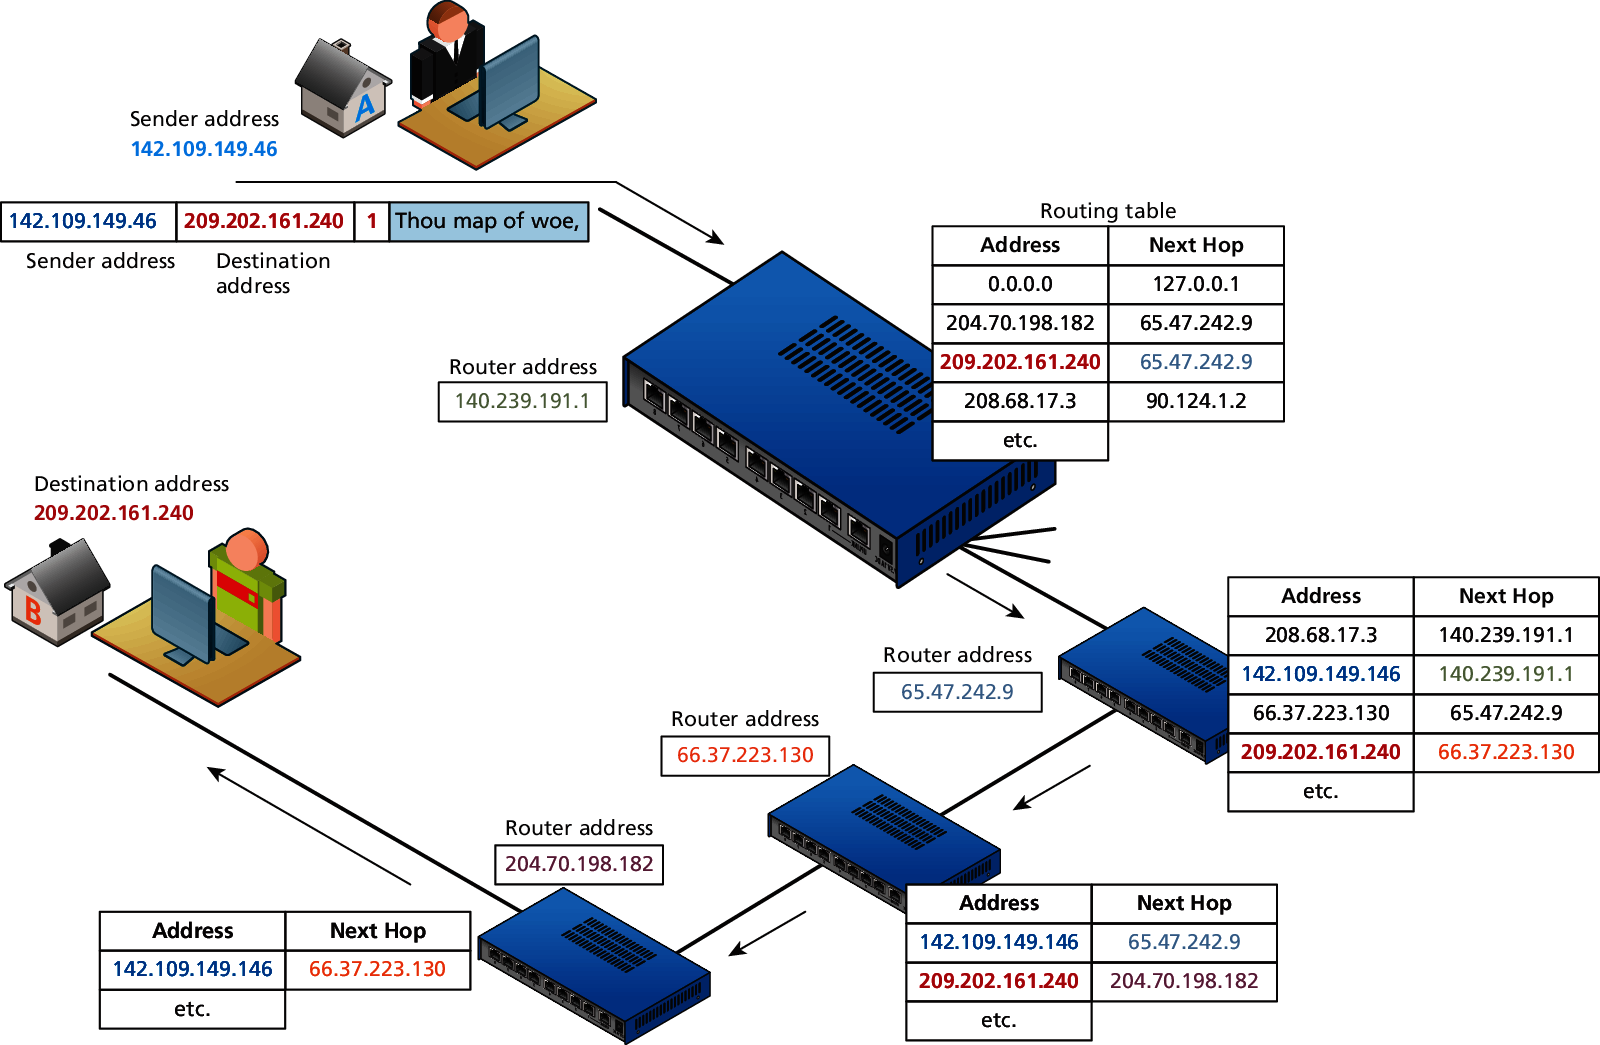 A
Sender address
142.109.149.46
142.109.149.46 209.202.161.240 1 Thou map of woe,
Sender address
Destination
address
Routing table
Address Next Hop
0.0.0.0 127.0.0.1
204.70.198.182 65.47.242.9
209.202.161.240 65.47.242.9
208.68.17.3 90.124.1.2
etc.
Router address
140.239.191.1
Destination address
209.202.161.240
B
Address Next Hop
208.68.17.3 140.239.191.1
142.109.149.146 140.239.191.1
66.37.223.130 65.47.242.9
209.202.161.240 66.37.223.130
etc.
Router address
65.47.242.9
Router address
66.37.223.130
Router address
204.70.198.182
Address Next Hop
142.109.149.146 65.47.242.9
209.202.161.240 204.70.198.182
etc.
Address Next Hop
142.109.149.146 66.37.223.130
etc.